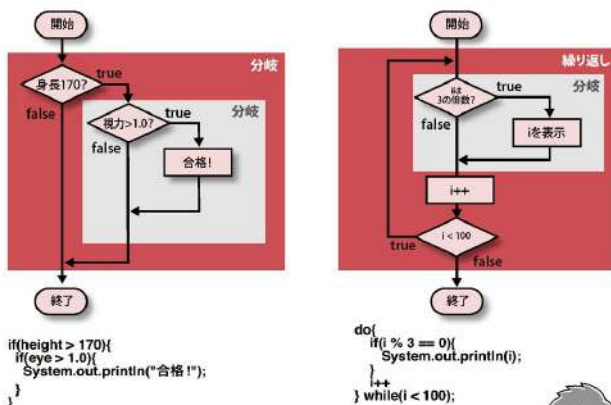 開始
分岐
身長170?
true
false
分岐
視力>1.0?
true
false
合格!
終了
if(height > 170){
if(eye > 1.0){
System.out.println("合格!");
}
}
開始
繰り返し
分岐
iは
3の倍数?
true
false
iを表示
i++
i < 100
true
false
終了
do{
if(i % 3 == 0){
System.out.println(i);
}
i++
} while(i < 100);